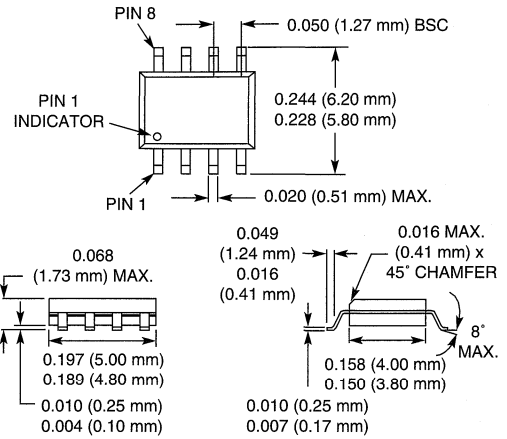 PIN 8
0.050 (1.27 mm) BSC
0.244 (6.20 mm)
0.228 (5.80 mm)
PIN 1
INDICATOR
PIN 1
0.020 (0.51 mm) MAX.
0.068
(1.73 mm) MAX.
0.197 (5.00 mm)
0.189 (4.80 mm)
0.010 (0.25 mm)
0.004 (0.10 mm)
0.049
(1.24 mm)
0.016
(0.41 mm)
0.016 MAX.
(0.41 mm) x
45° CHAMFER
8°
MAX.
0.158 (4.00 mm)
0.150 (3.80 mm)
0.010 (0.25 mm)
0.007 (0.17 mm)